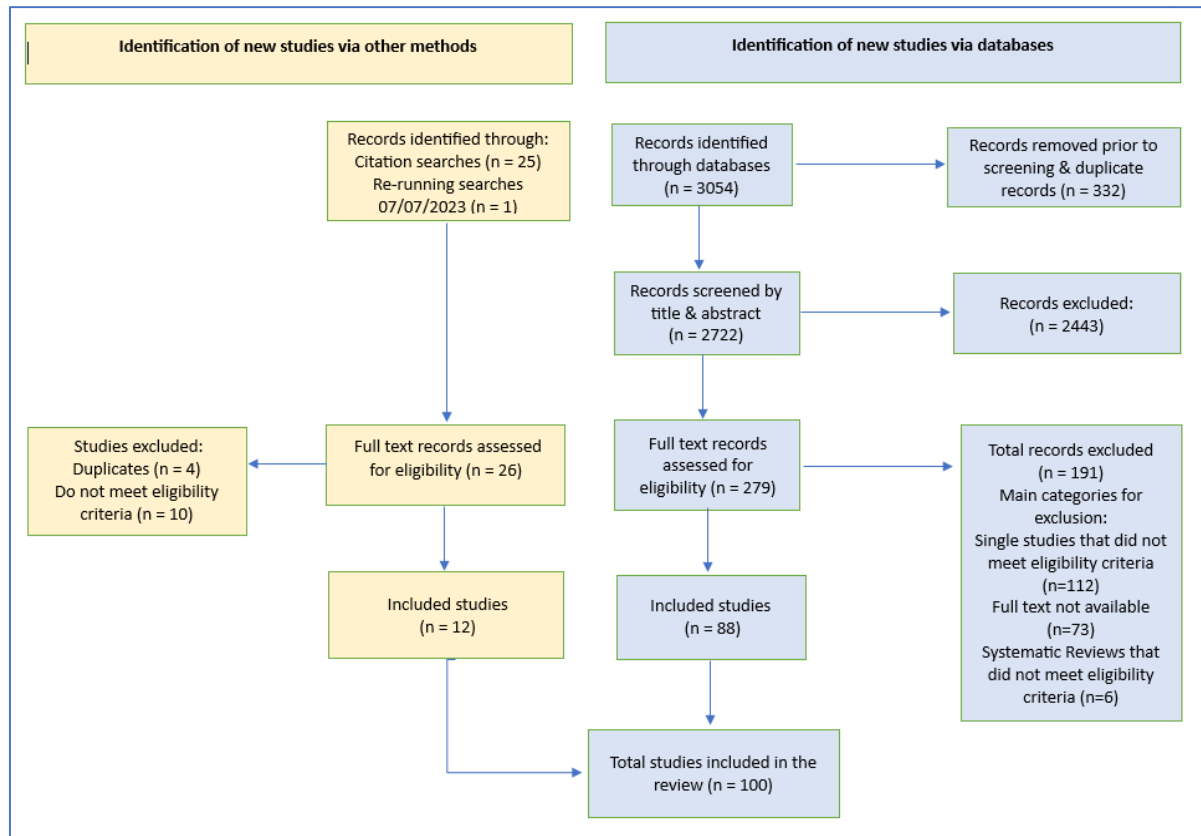 Identification of new studies via other methods
Identification of new studies via databases
Records identified through:
Citation searches (n = 25)
Re-running searches
07/07/2023 (n = 1)
Records identified
through databases
(n = 3054)
Records removed prior to
screening & duplicate
records (n = 332)
Records screened by
title & abstract
(n = 2722)
Records excluded:
(n = 2443)
Studies excluded:
Duplicates (n = 4)
Do not meet eligibility
criteria (n = 10)
Full text records assessed
for eligibility (n = 26)
Full text records
assessed for
eligibility (n = 279)
Total records excluded
(n = 191)
Main categories for
exclusion:
Single studies that did not
meet eligibility criteria
(n=112)
Full text not available
(n=73)
Systematic Reviews that
did not meet eligibility
criteria (n=6)
Included studies
(n = 12)
Included studies
(n = 88)
Total studies included in the
review (n = 100)